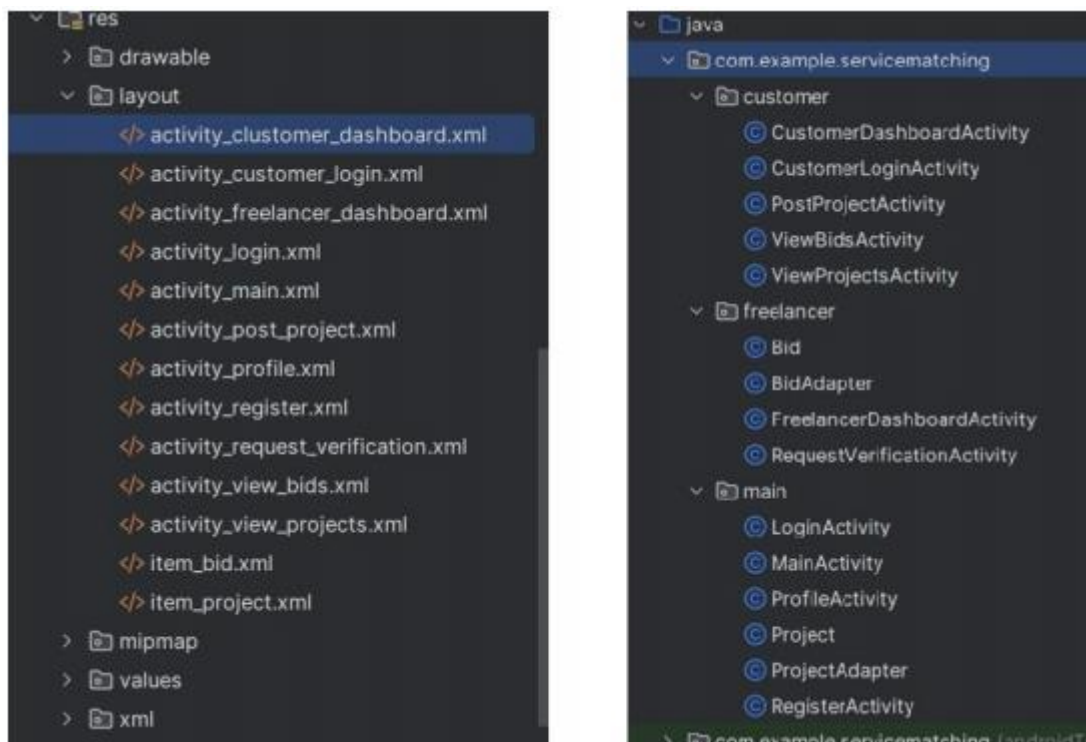 res
drawable
layout
activity_clustomer_dashboard.xml
activity_customer_login.xml
activity_freelancer_dashboard.xml
activity_login.xml
activity_main.xml
activity_post_project.xml
activity_profile.xml
activity_register.xml
activity_request_verification.xml
activity_view_bids.xml
activity_view_projects.xml
item_bid.xml
item_project.xml
mipmap
values
xml
java
com.example.servicematching
customer
CustomerDashboardActivity
CustomerLoginActivity
PostProjectActivity
ViewBidsActivity
ViewProjectsActivity
freelancer
Bid
BidAdapter
FreelancerDashboardActivity
RequestVerificationActivity
main
LoginActivity
MainActivity
ProfileActivity
Project
ProjectAdapter
RegisterActivity
com.example.servicematching